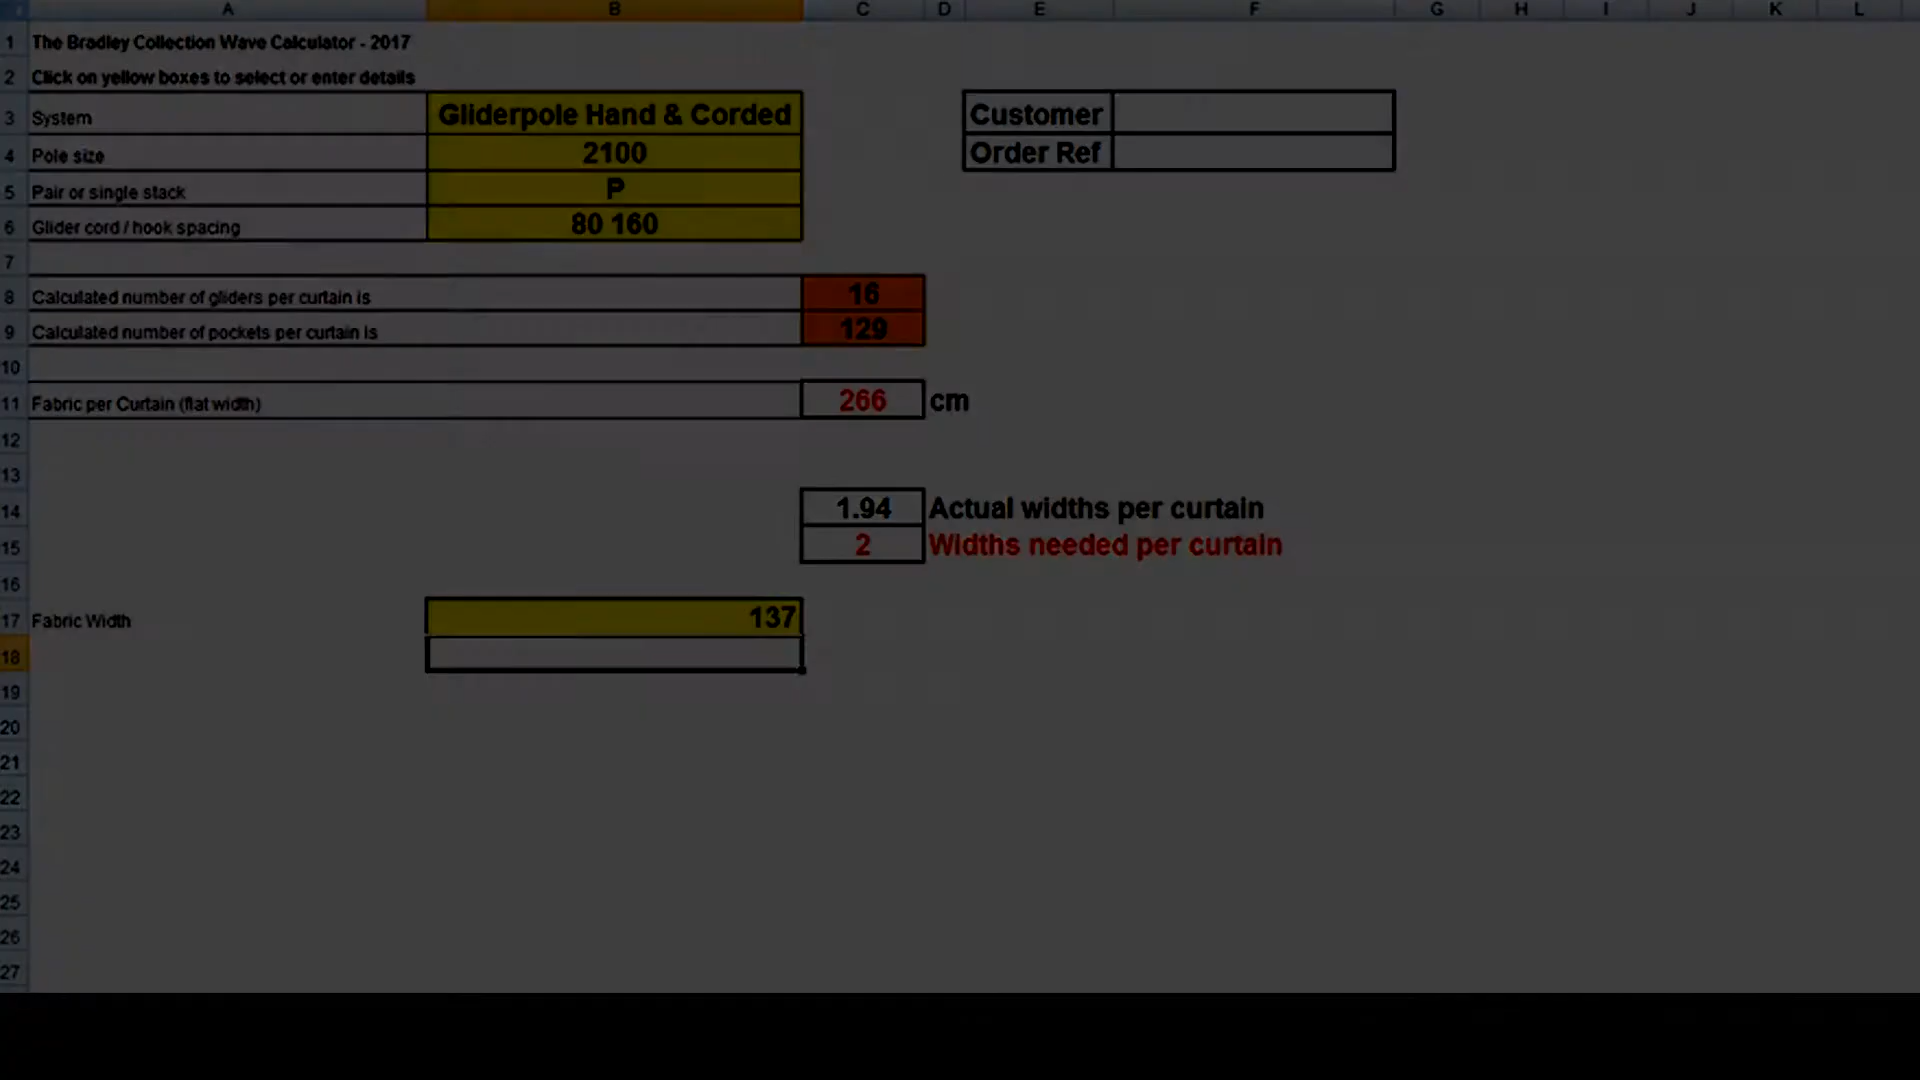 A B C D E F G H I J K L
1 The Bradley Collection Wave Calculator - 2017
2 Click on yellow boxes to select or enter details
3 System Gliderpole Hand & Corded Customer
4 Pole size 2100 Order Ref
5 Pair or single stack P
6 Glider cord / hook spacing 80 160
7
8 Calculated number of gliders per curtain is 16
9 Calculated number of pockets per curtain is 129
10
11 Fabric per Curtain (flat width) 266 cm
12
13
14 1.94 Actual widths per curtain
15 2 Widths needed per curtain
16
17 Fabric Width 137
18
19
20
21
22
23
24
25
26
27